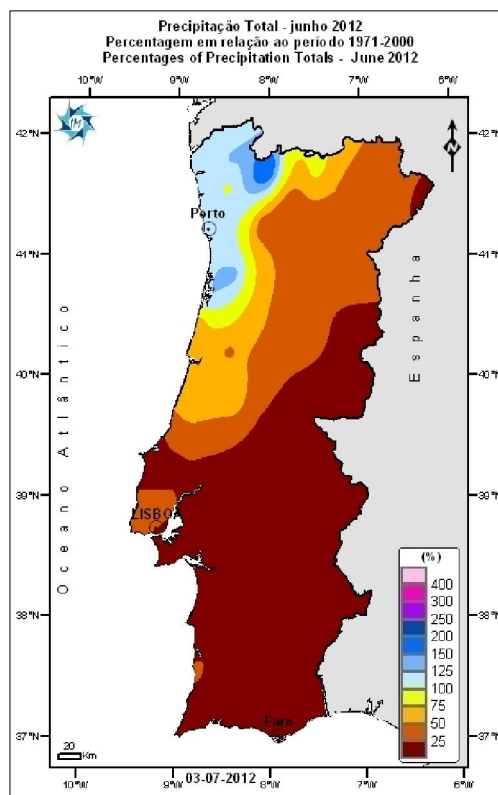 Precipitação Total - junho 2012
Percentagem em relação ao período 1971-2000
Percentages of Precipitation Totals - June 2012
10°W 9°W 8°W 7°W 6°W
IM
N
42°N 42°N
Porto
41°N 41°N
Espanha
Oceano Atlântico
40°N 40°N
39°N 39°N
LISBOA
(%)
400
300
250
200
150
125
100
75
50
25
38°N 38°N
Faro
37°N 37°N
20
Km
10°W 9°W 8°W 7°W 6°W
03-07-2012